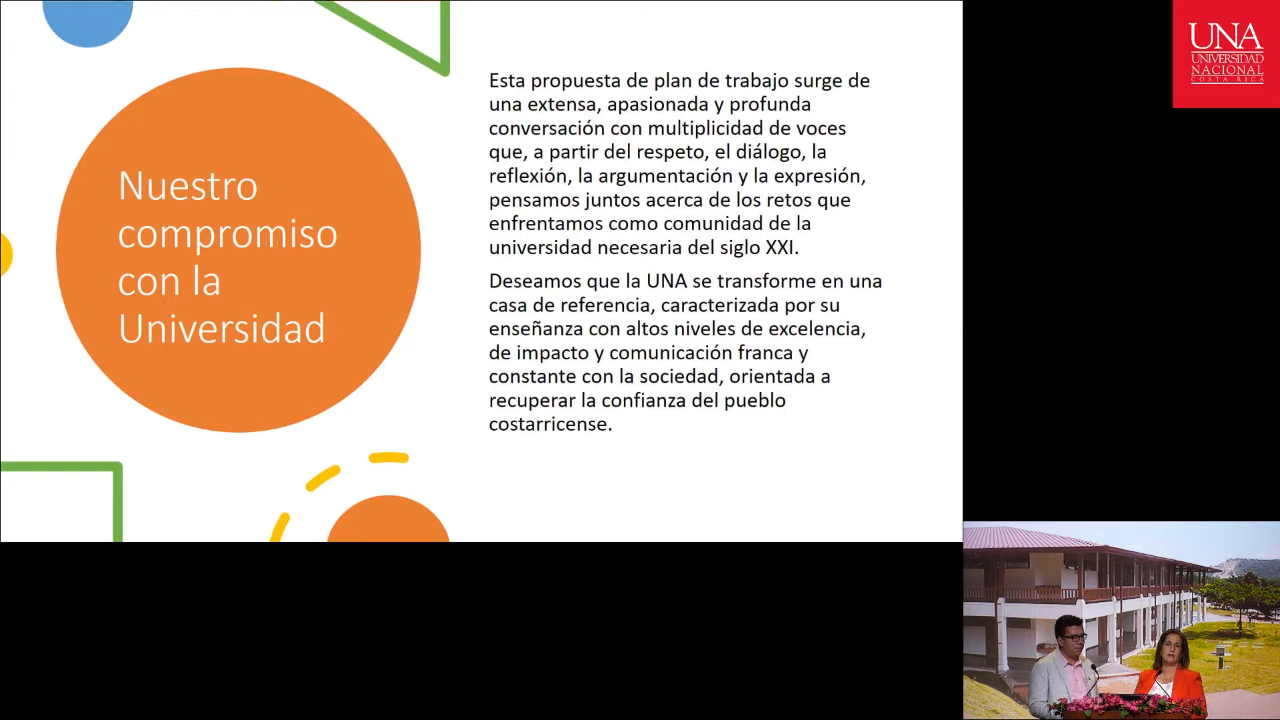 Nuestro
compromiso
con la
Universidad
Esta propuesta de plan de trabajo surge de
una extensa, apasionada y profunda
conversación con multiplicidad de voces
que, a partir del respeto, el diálogo, la
reflexión, la argumentación y la expresión,
pensamos juntos acerca de los retos que
enfrentamos como comunidad de la
universidad necesaria del siglo XXI.
Deseamos que la UNA se transforme en una
casa de referencia, caracterizada por su
enseñanza con altos niveles de excelencia,
de impacto y comunicación franca y
constante con la sociedad, orientada a
recuperar la confianza del pueblo
costarricense.
UNA
UNIVERSIDAD
NACIONAL
COSTA RICA